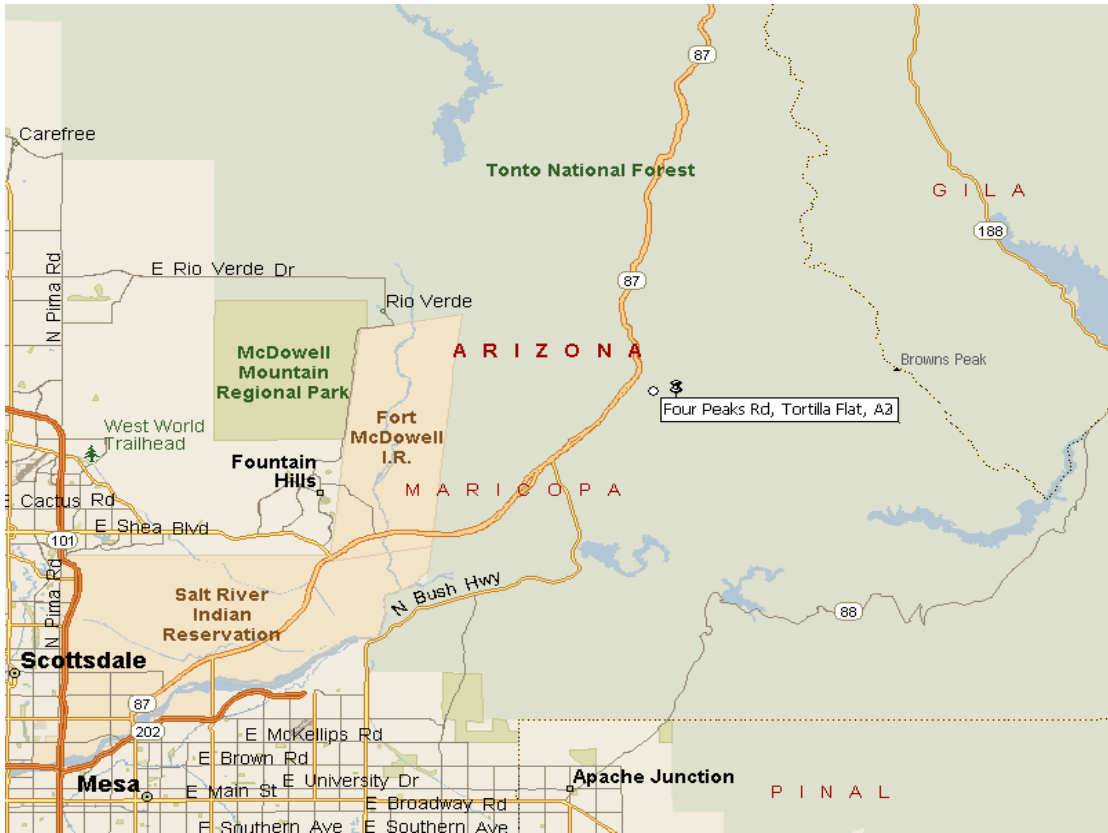 87
Carefree
Tonto National Forest
G I L A
188
N Pima Rd
E Rio Verde Dr
87
Rio Verde
A R I Z O N A
McDowell
Mountain
Regional Park
Browns Peak
Four Peaks Rd, Tortilla Flat, AZ
West World
Trailhead
Fort
McDowell
I.R.
Fountain
Hills
M A R I C O P A
E Cactus Rd
E Shea Blvd
101
N Pima Rd
Salt River
Indian
Reservation
N Bush Hwy
88
Scottsdale
87
202
E McKellips Rd
E Brown Rd
E University Dr
Mesa
E Main St
Apache Junction
P I N A L
E Broadway Rd
E Southern Ave
E Southern Ave